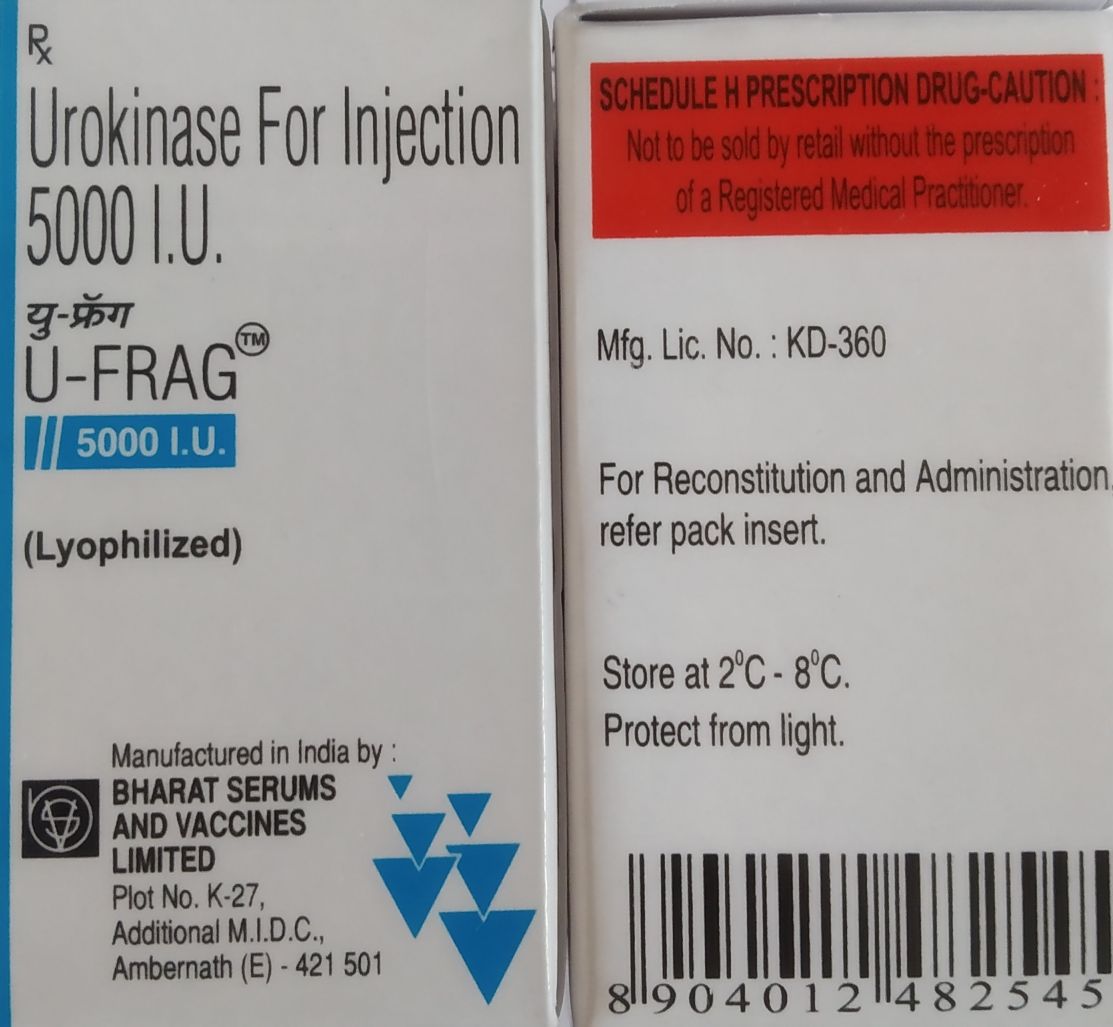 Rx
Urokinase For Injection
5000 I.U.
यु-फ्रॅग
U-FRAG™
5000 I.U.
(Lyophilized)
Manufactured in India by :
BHARAT SERUMS
AND VACCINES
LIMITED
Plot No. K-27,
Additional M.I.D.C.,
Ambernath (E) - 421 501
SCHEDULE H PRESCRIPTION DRUG-CAUTION :
Not to be sold by retail without the prescription
of a Registered Medical Practitioner.
Mfg. Lic. No. : KD-360
For Reconstitution and Administration
refer pack insert.
Store at 2⁰C - 8⁰C.
Protect from light.
8 904012 482545